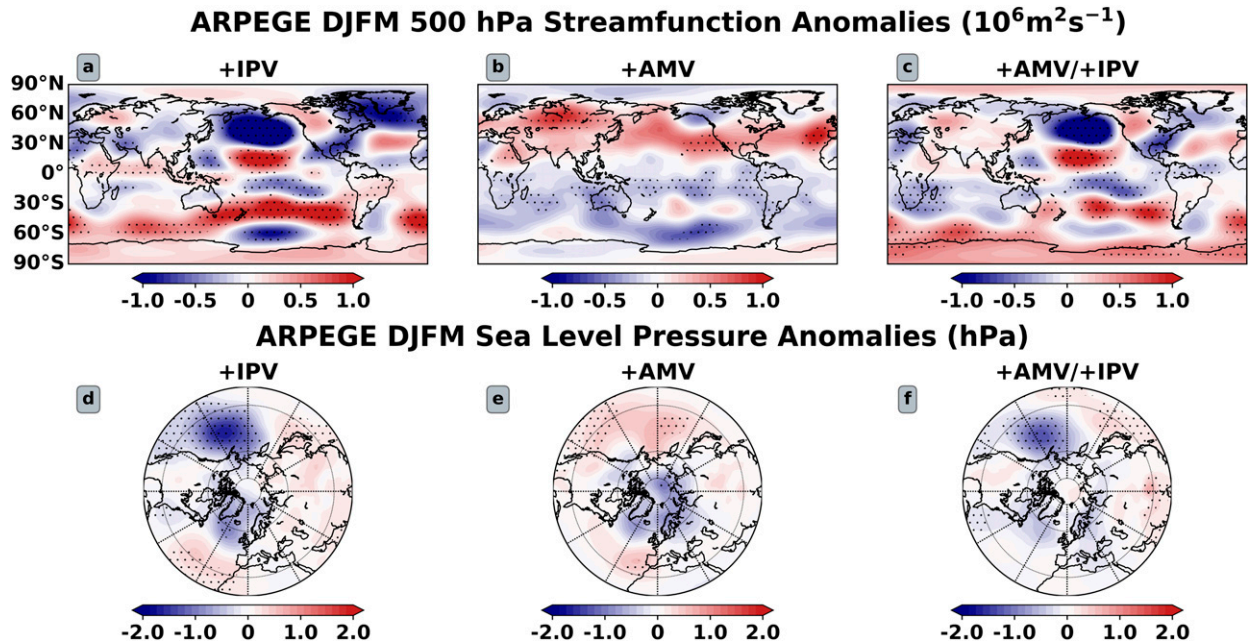 ARPEGE DJFM 500 hPa Streamfunction Anomalies (10⁶m²s⁻¹)
a +IPV b +AMV c +AMV/+IPV
90°N
60°N
30°N
0°
30°S
60°S
90°S
-1.0 -0.5 0 0.5 1.0 -1.0 -0.5 0 0.5 1.0 -1.0 -0.5 0 0.5 1.0
ARPEGE DJFM Sea Level Pressure Anomalies (hPa)
d +IPV e +AMV f +AMV/+IPV
-2.0 -1.0 0 1.0 2.0 -2.0 -1.0 0 1.0 2.0 -2.0 -1.0 0 1.0 2.0